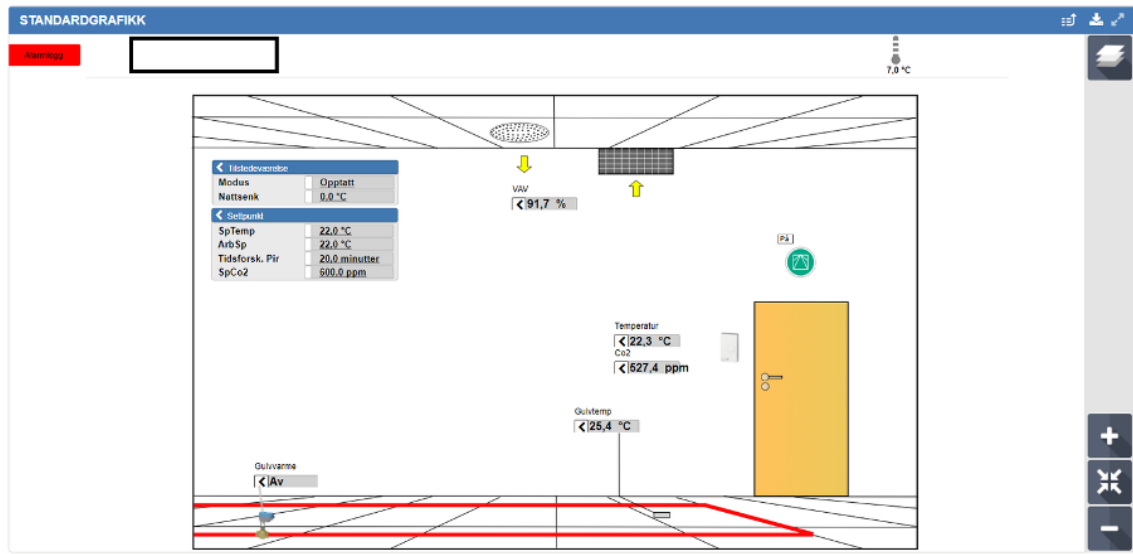 STANDARDGRAFIKK
Alarmlogg
7,0 °C
Tilstedeværelse
Modus Opptatt
Nattsenk 0.0 °C
Settpunkt
SpTemp 22,0 °C
ArbSp 22,0 °C
Tidsforsk. Pir 20,0 minutter
SpCo2 600,0 ppm
VAV
91,7 %
På
Temperatur
22,3 °C
Co2
527,4 ppm
Gulvtemp
25,4 °C
Gulvvarme
Av